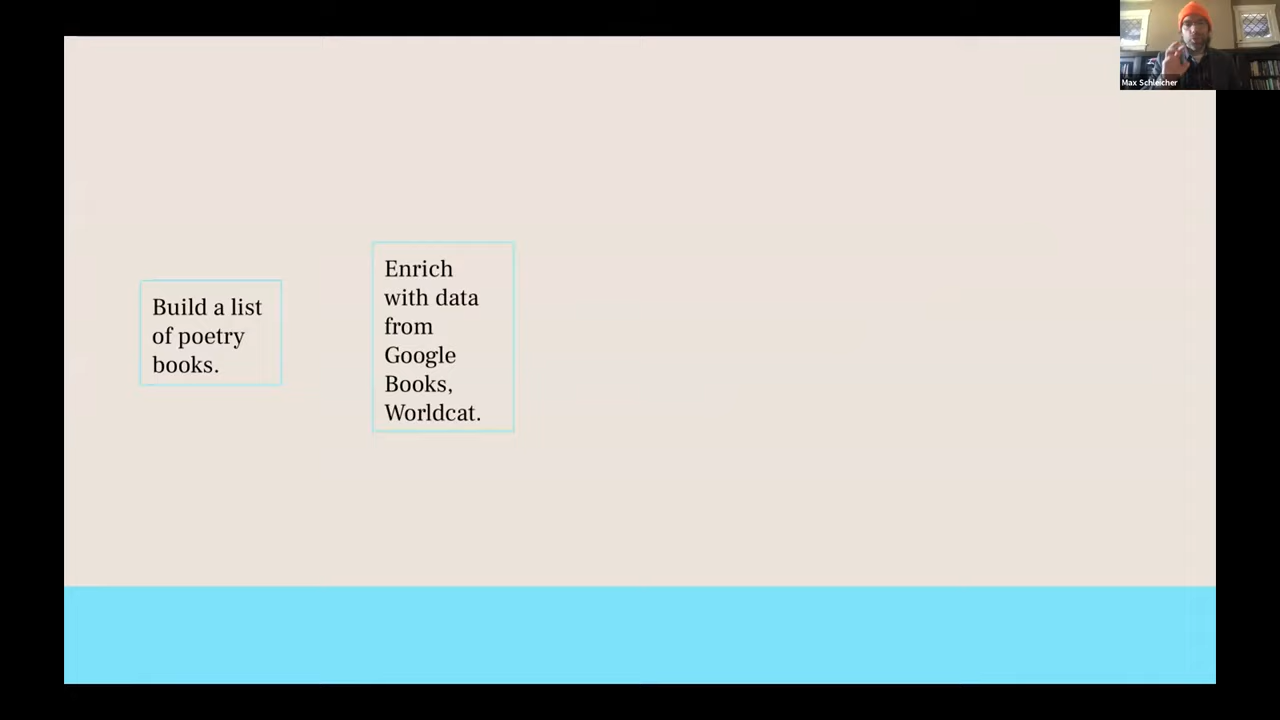 Max Schleicher
Build a list
of poetry
books.
Enrich
with data
from
Google
Books,
Worldcat.